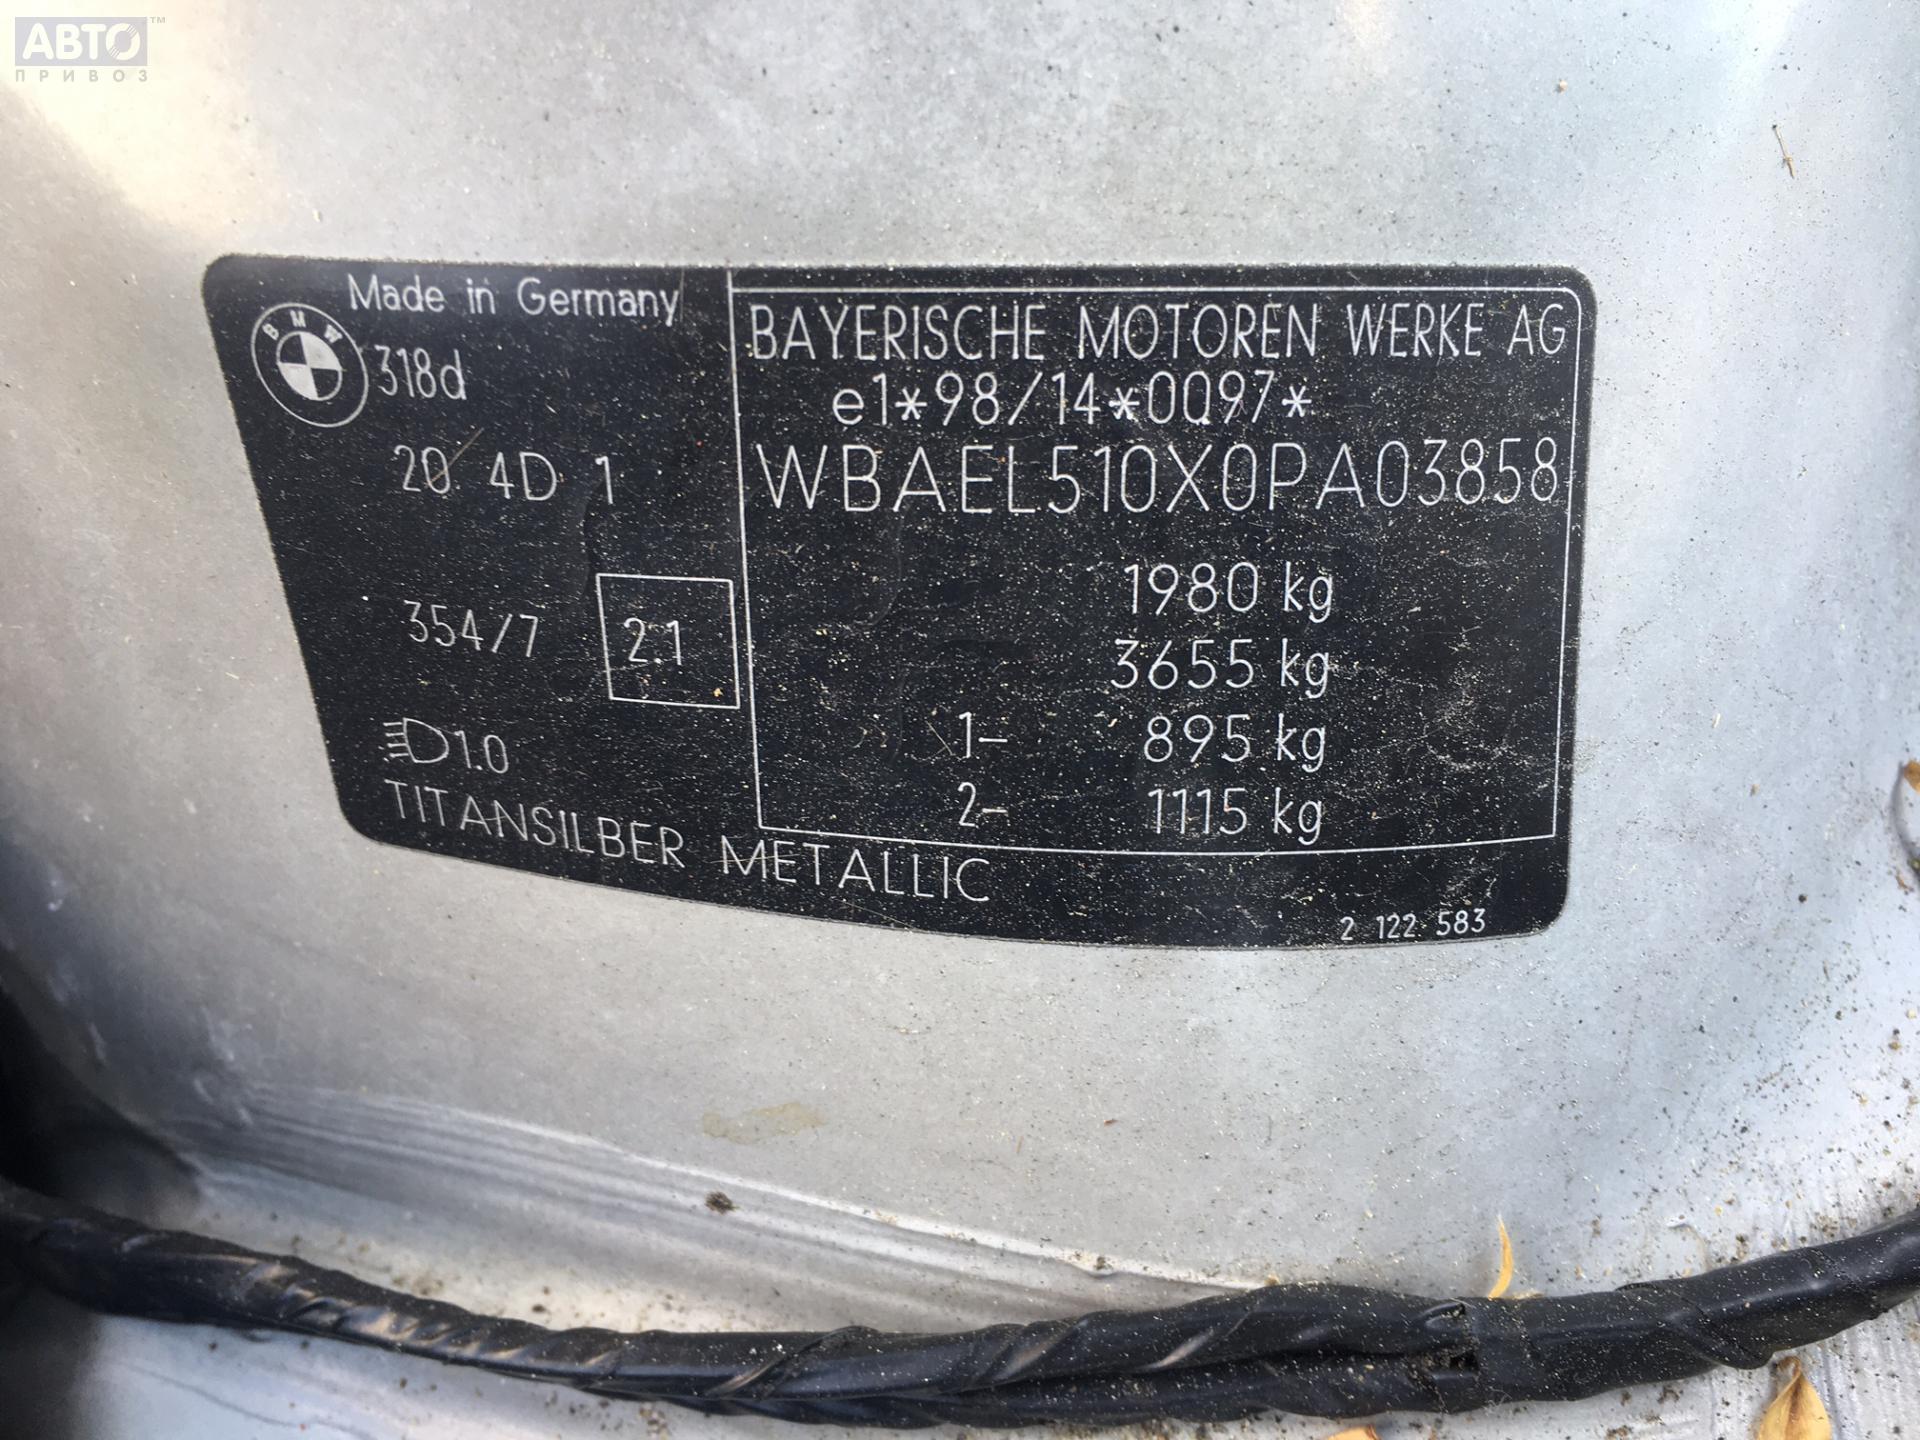 АВТО™
ПРИВОЗ
Made in Germany
BMW
318d
20 4D 1
354/7 2.1
1.0
TITANSILBER METALLIC
BAYERISCHE MOTOREN WERKE AG
e1*98/14*0097*
WBAEL510X0PA03858
1980 kg
3655 kg
1– 895 kg
2– 1115 kg
2 122 583